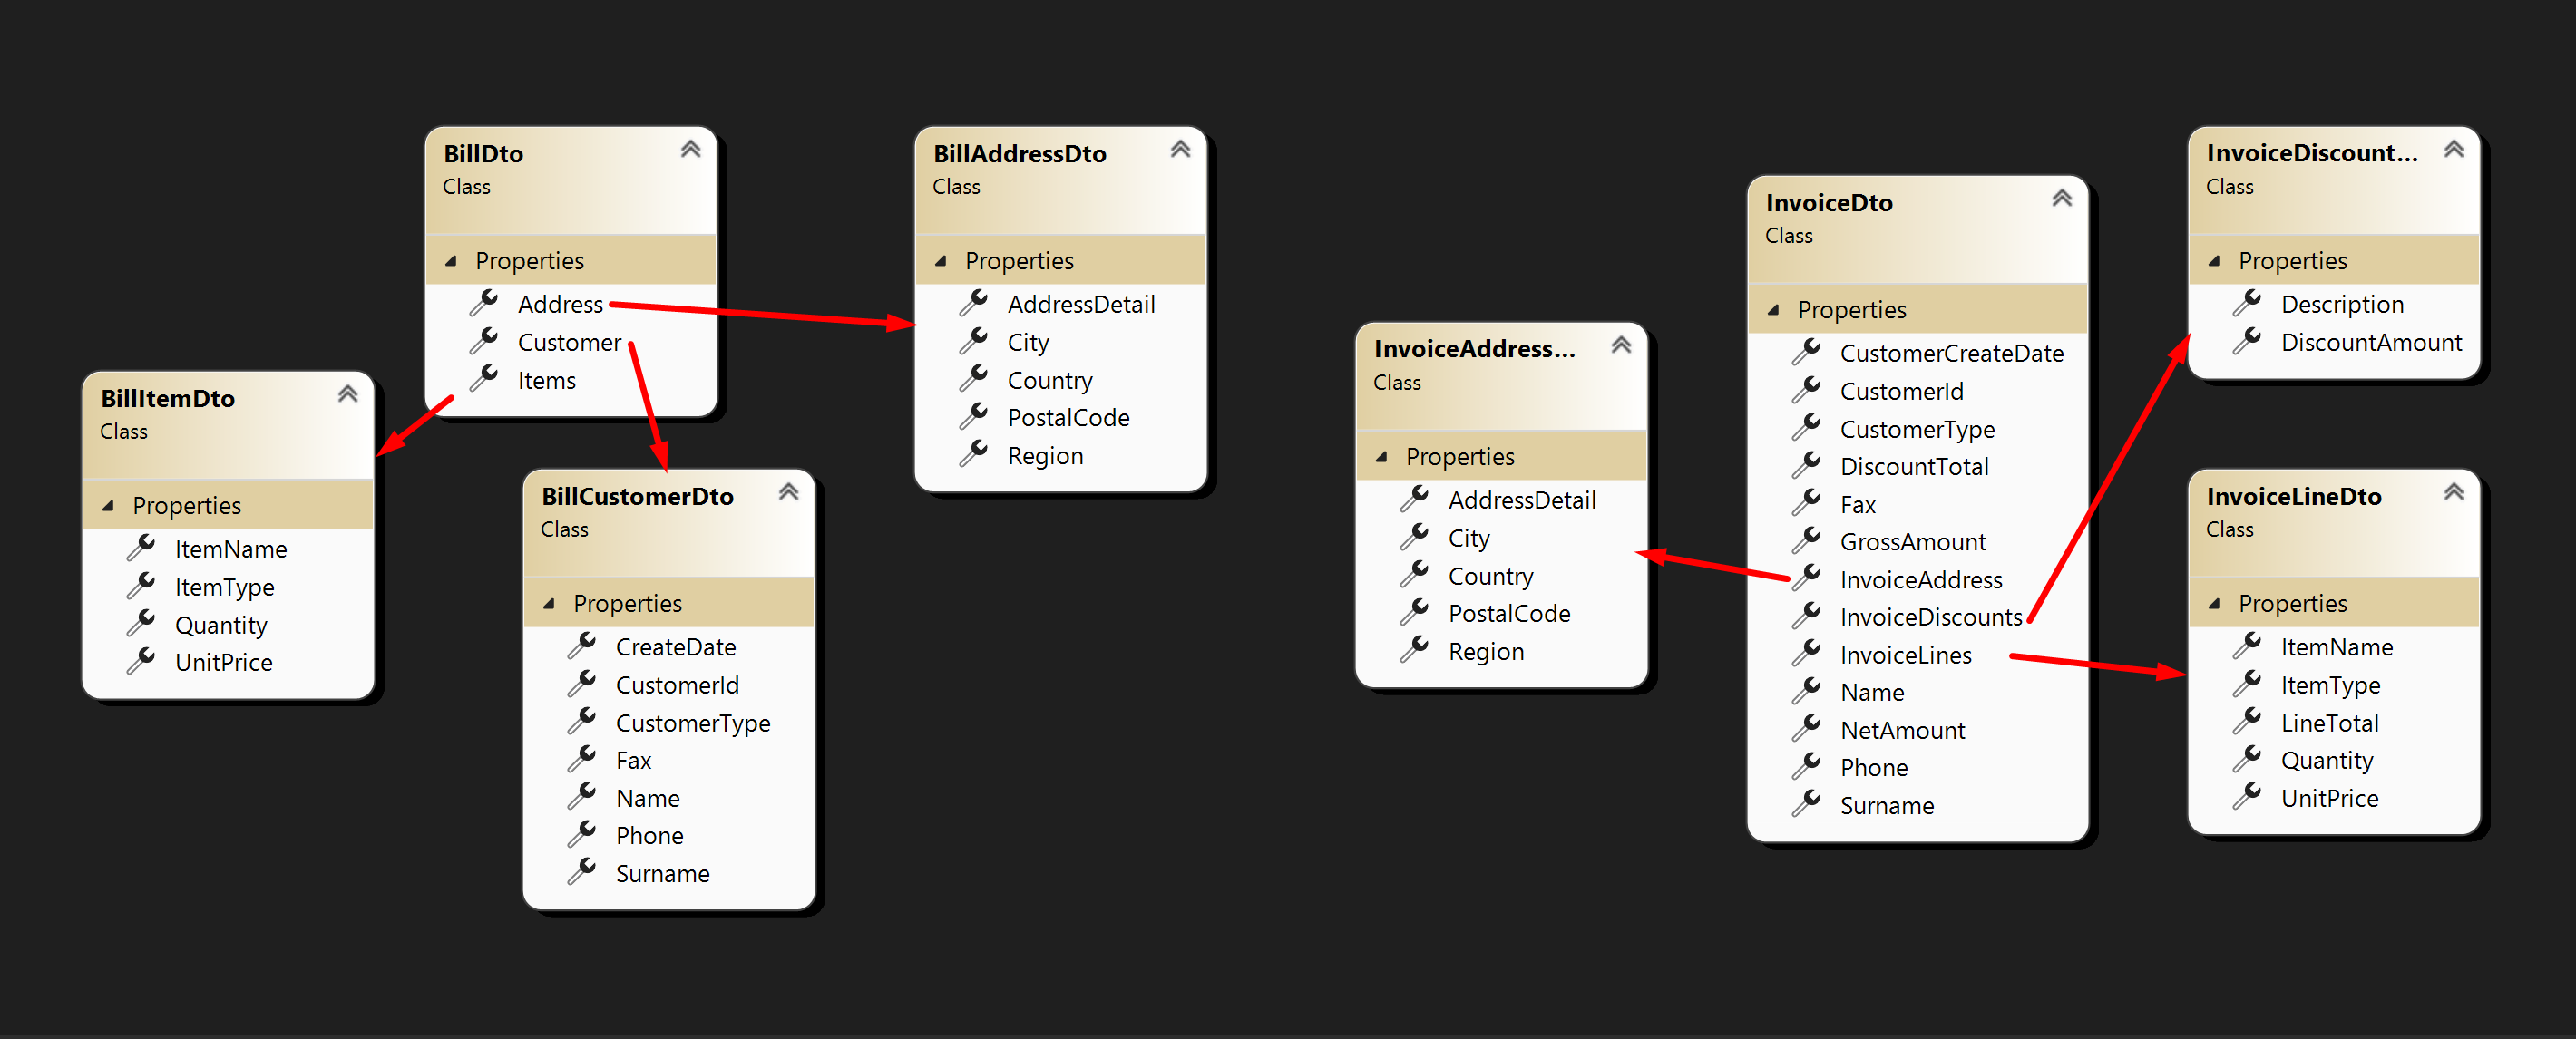 BillDto
Class
Properties
Address
Customer
Items
BillAddressDto
Class
Properties
AddressDetail
City
Country
PostalCode
Region
BillItemDto
Class
Properties
ItemName
ItemType
Quantity
UnitPrice
BillCustomerDto
Class
Properties
CreateDate
CustomerId
CustomerType
Fax
Name
Phone
Surname
InvoiceAddress...
Class
Properties
AddressDetail
City
Country
PostalCode
Region
InvoiceDto
Class
Properties
CustomerCreateDate
CustomerId
CustomerType
DiscountTotal
Fax
GrossAmount
InvoiceAddress
InvoiceDiscounts
InvoiceLines
Name
NetAmount
Phone
Surname
InvoiceDiscount...
Class
Properties
Description
DiscountAmount
InvoiceLineDto
Class
Properties
ItemName
ItemType
LineTotal
Quantity
UnitPrice